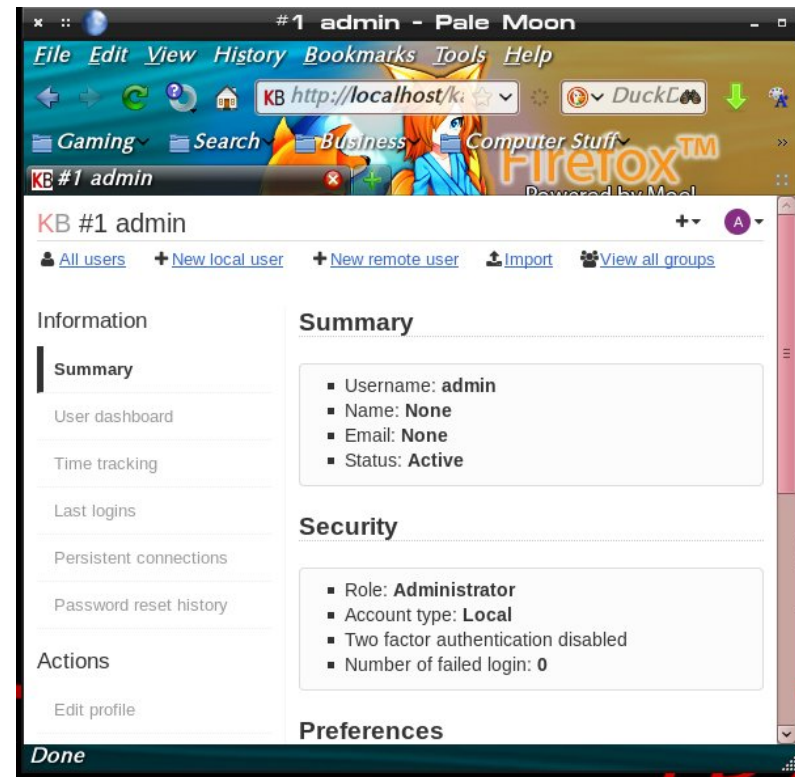 #1 admin - Pale Moon
File Edit View History Bookmarks Tools Help
KB http://localhost/k
Gaming Search Business Computer Stuff
Firefox™
KB #1 admin
Powered by
KB #1 admin
A
All users New local user New remote user Import View all groups
Information
Summary
User dashboard
Time tracking
Last logins
Persistent connections
Password reset history
Actions
Edit profile
Summary
Username: admin
Name: None
Email: None
Status: Active
Security
Role: Administrator
Account type: Local
Two factor authentication disabled
Number of failed login: 0
Preferences
Done